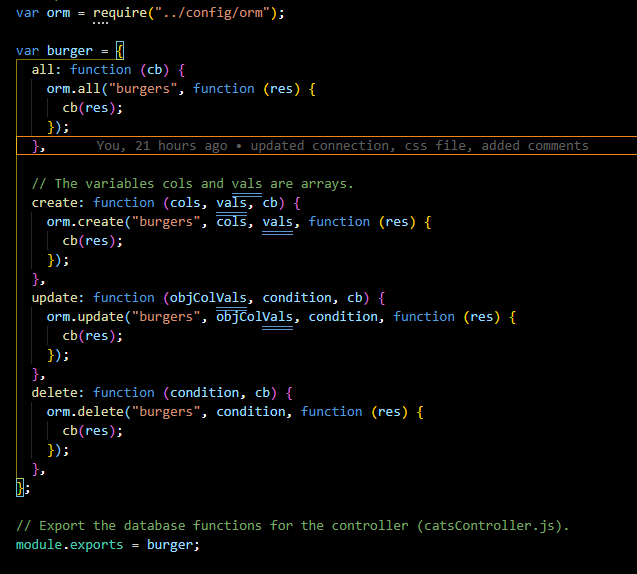 var orm = require("../config/orm");
var burger = {
all: function (cb) {
orm.all("burgers", function (res) {
cb(res);
});
},    You, 21 hours ago • updated connection, css file, added comments
// The variables cols and vals are arrays.
create: function (cols, vals, cb) {
orm.create("burgers", cols, vals, function (res) {
cb(res);
});
},
update: function (objColVals, condition, cb) {
orm.update("burgers", objColVals, condition, function (res) {
cb(res);
});
},
delete: function (condition, cb) {
orm.delete("burgers", condition, function (res) {
cb(res);
});
},
};
// Export the database functions for the controller (catsController.js).
module.exports = burger;